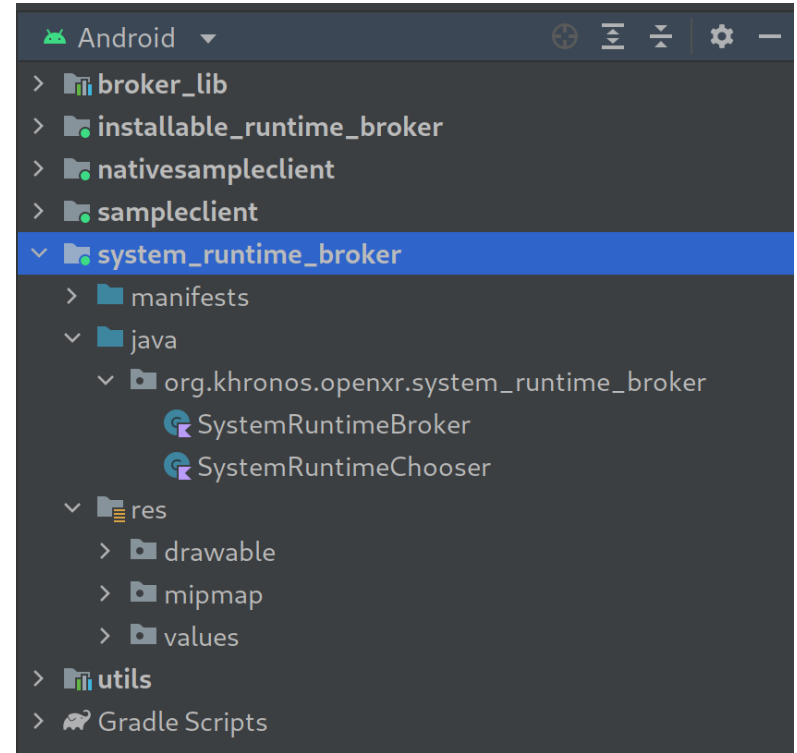 Android
broker_lib
installable_runtime_broker
nativesampleclient
sampleclient
system_runtime_broker
manifests
java
org.khronos.openxr.system_runtime_broker
SystemRuntimeBroker
SystemRuntimeChooser
res
drawable
mipmap
values
utils
Gradle Scripts